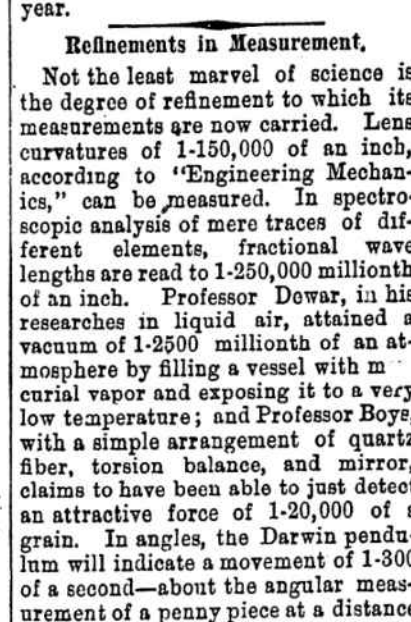 year.
Refinements in Measurement.
Not the least marvel of science is
the degree of refinement to which its
measurements are now carried. Lens
curvatures of 1-150,000 of an inch,
according to "Engineering Mechan-
ics," can be measured. In spectro-
scopic analysis of mere traces of dif-
ferent elements, fractional wave
lengths are read to 1-250,000 millionth
of an inch. Professor Dewar, in his
researches in liquid air, attained a
vacuum of 1-2500 millionth of an at-
mosphere by filling a vessel with m
curial vapor and exposing it to a very
low temperature; and Professor Boys,
with a simple arrangement of quartz
fiber, torsion balance, and mirror,
claims to have been able to just detect
an attractive force of 1-20,000 of a
grain. In angles, the Darwin pendu-
lum will indicate a movement of 1-300
of a second—about the angular meas-
urement of a penny piece at a distance